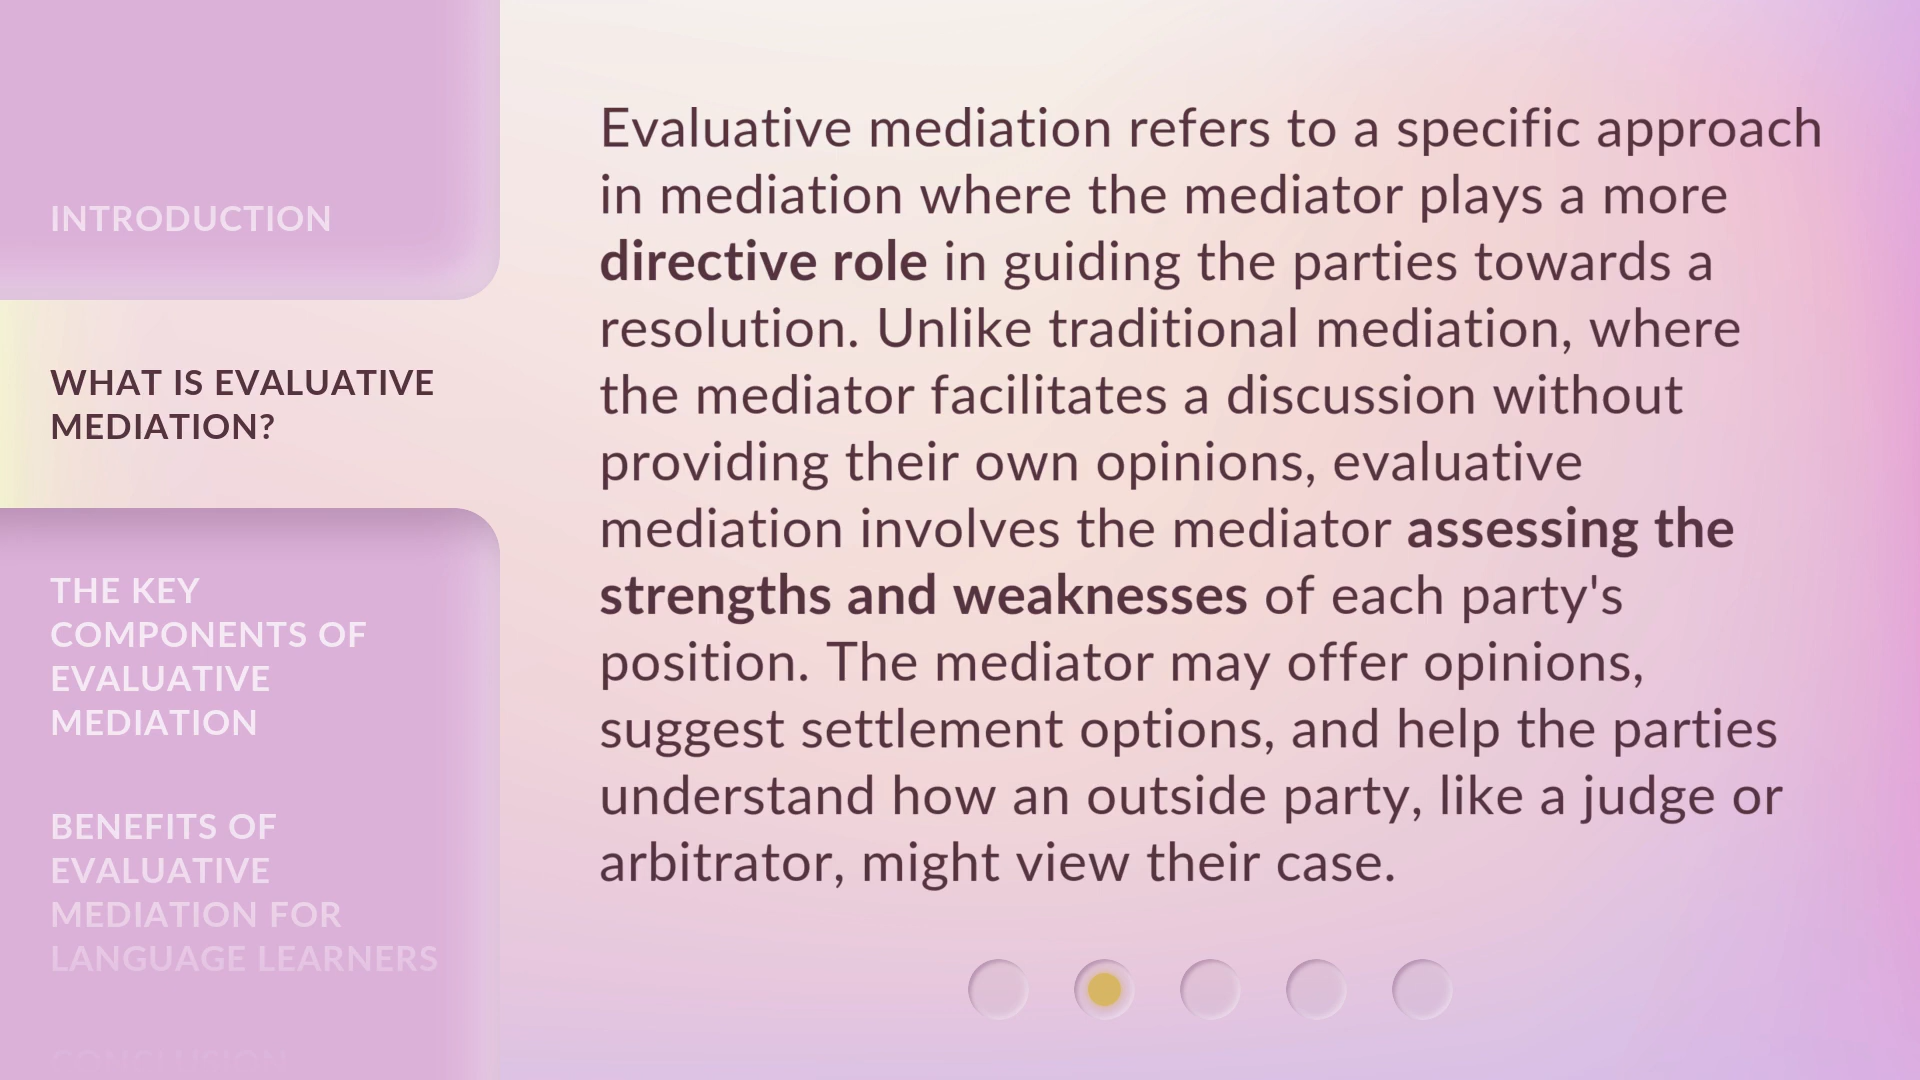 INTRODUCTION
WHAT IS EVALUATIVE
MEDIATION?
THE KEY
COMPONENTS OF
EVALUATIVE
MEDIATION
BENEFITS OF
EVALUATIVE
MEDIATION FOR
LANGUAGE LEARNERS
CONCLUSION
Evaluative mediation refers to a specific approach
in mediation where the mediator plays a more
directive role in guiding the parties towards a
resolution. Unlike traditional mediation, where
the mediator facilitates a discussion without
providing their own opinions, evaluative
mediation involves the mediator assessing the
strengths and weaknesses of each party's
position. The mediator may offer opinions,
suggest settlement options, and help the parties
understand how an outside party, like a judge or
arbitrator, might view their case.